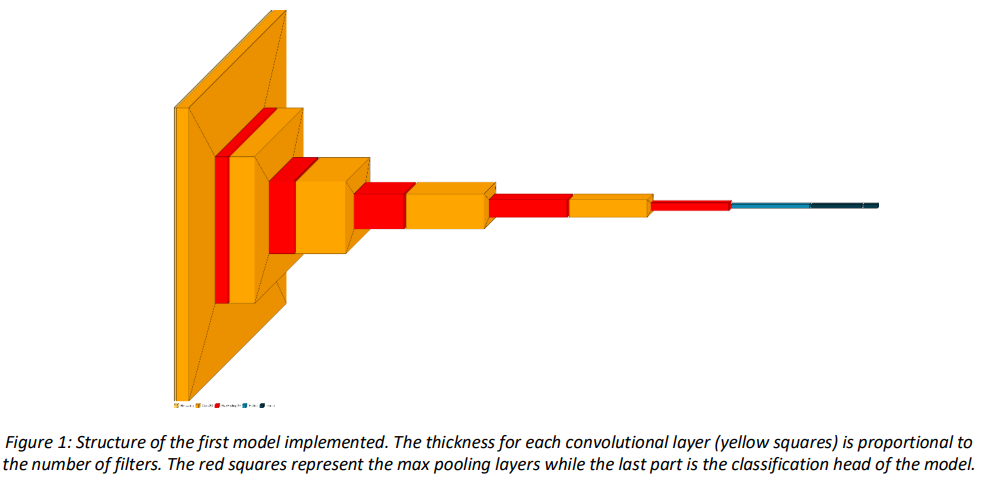 Figure 1: Structure of the first model implemented. The thickness for each convolutional layer (yellow squares) is proportional to
the number of filters. The red squares represent the max pooling layers while the last part is the classification head of the model.